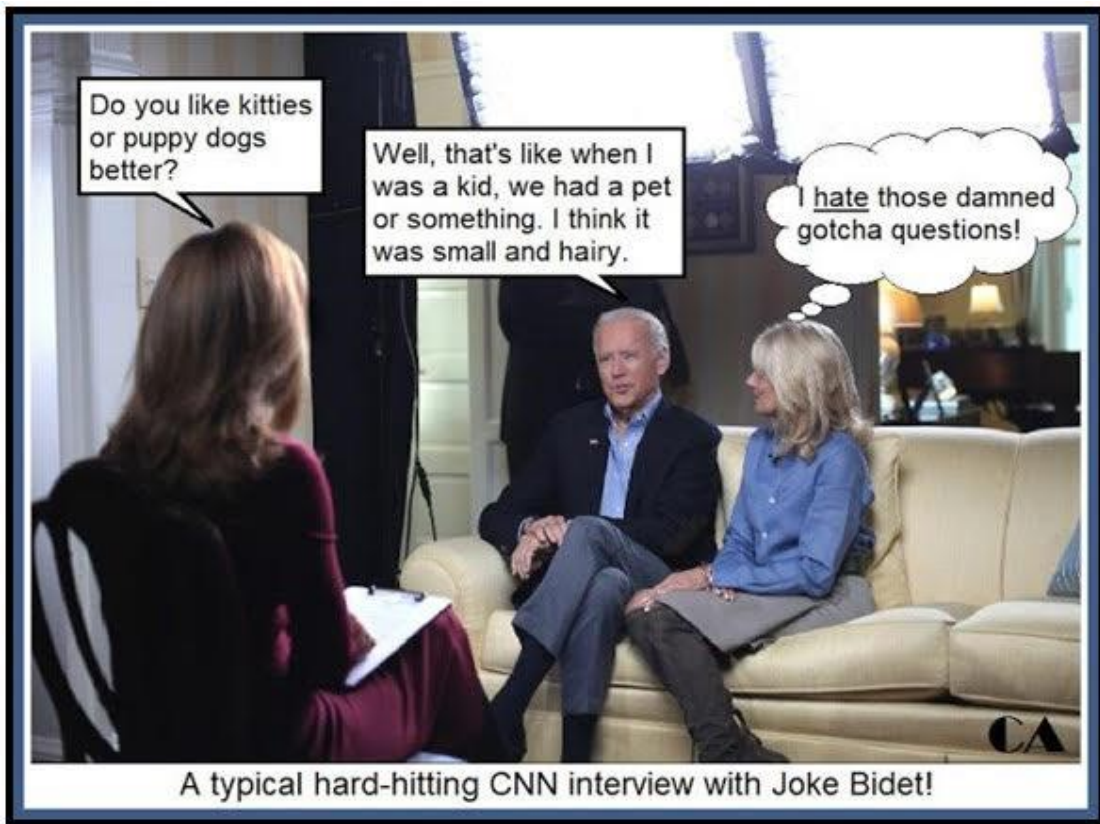 Do you like kitties
or puppy dogs
better?
Well, that's like when I
was a kid, we had a pet
or something. I think it
was small and hairy.
I hate those damned
gotcha questions!
CA
A typical hard-hitting CNN interview with Joke Bidet!